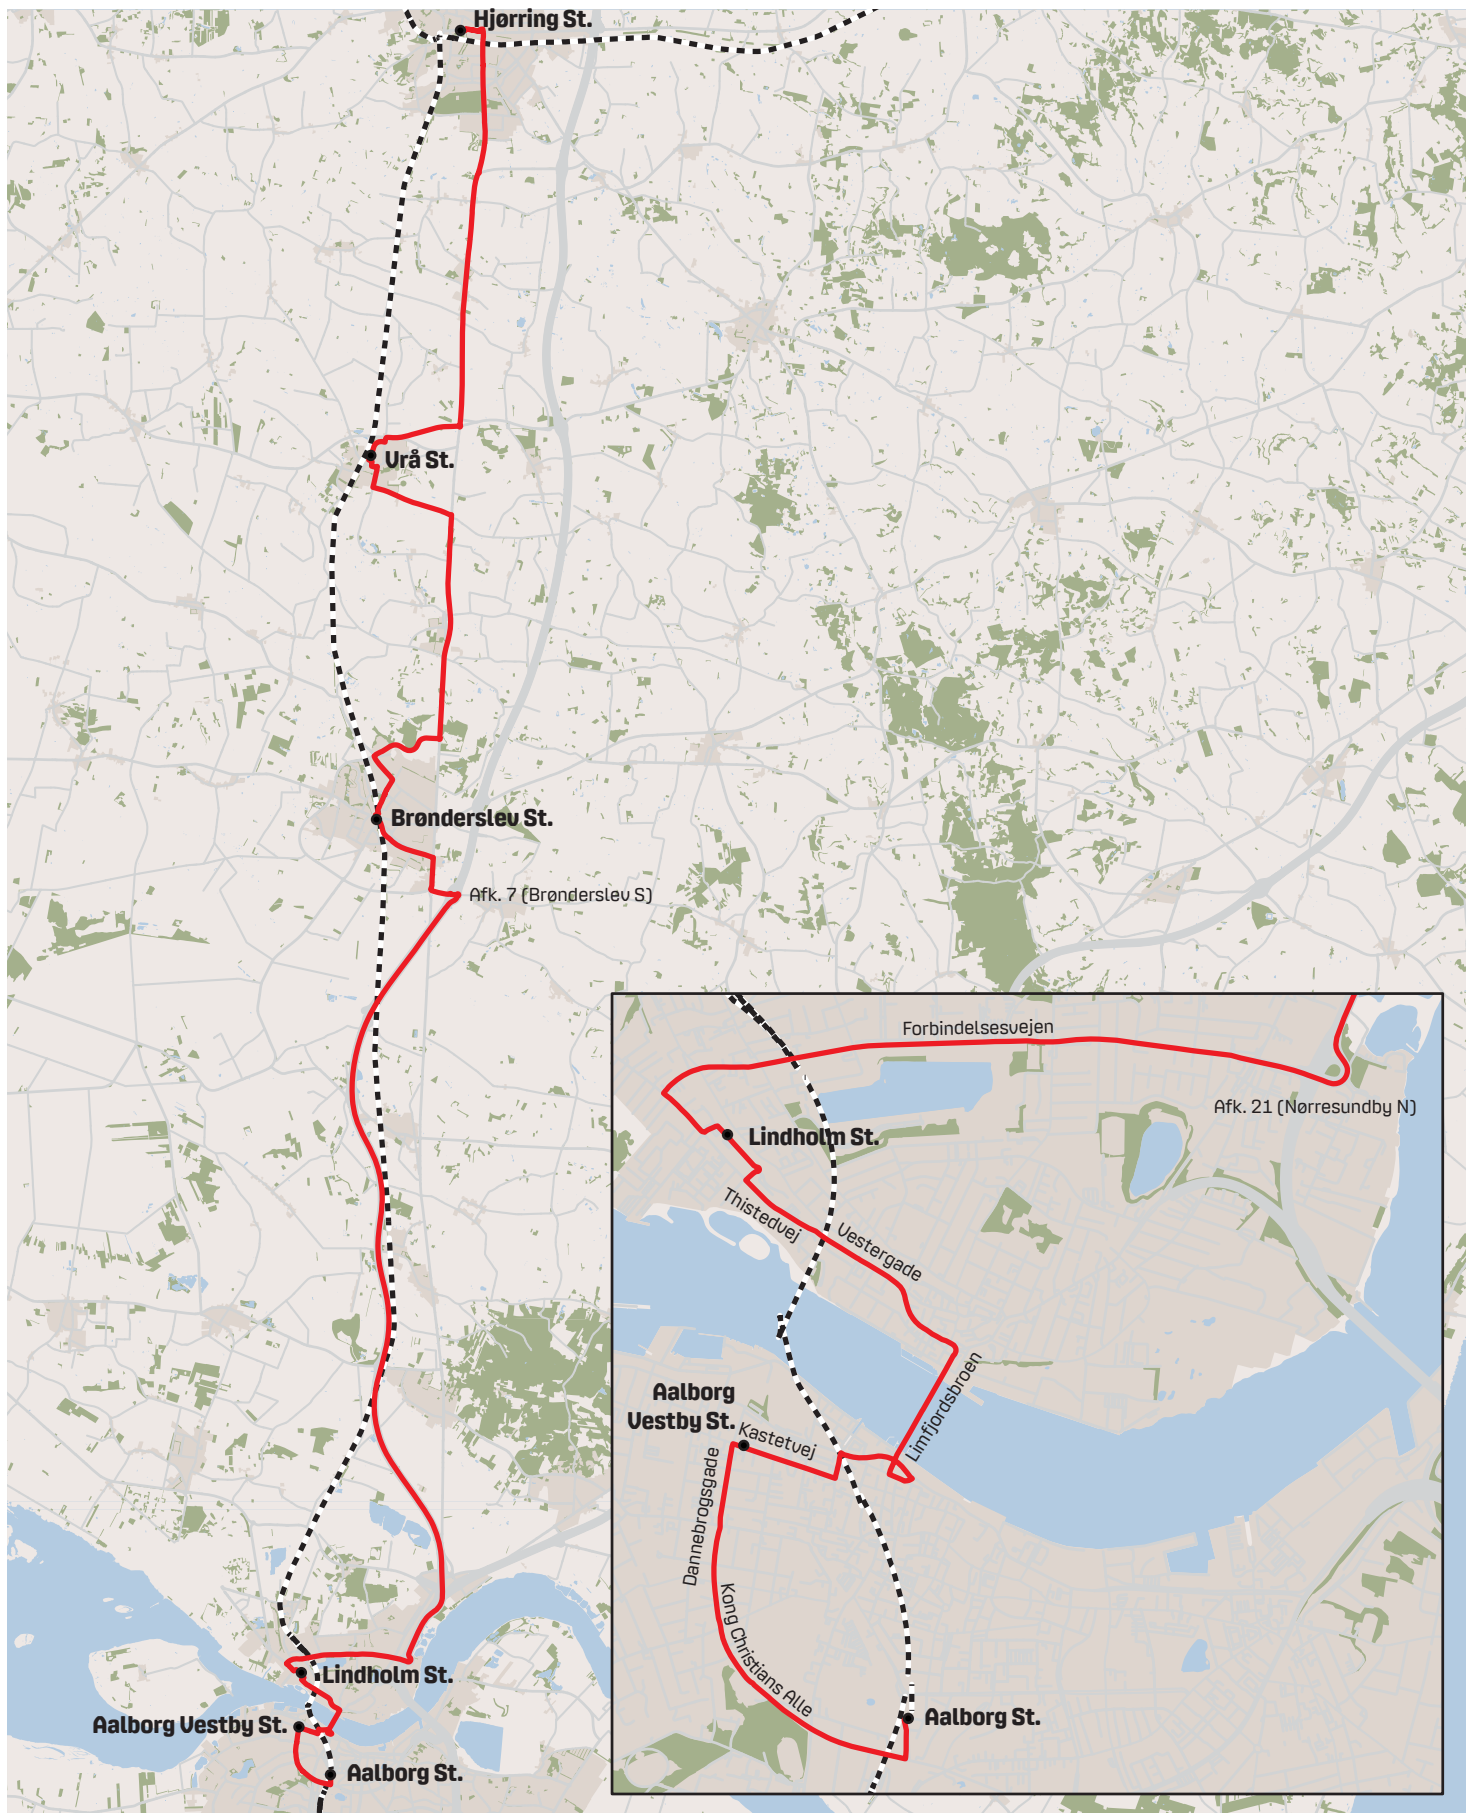 Hjørring St.
Vrå St.
Brønderslev St.
Afk. 7 (Brønderslev S)
Forbindelsesvejen
Afk. 21 (Nørresundby N)
Lindholm St.
Thistedvej
Vestergade
Limfjordsbroen
Aalborg
Vestby St.
Kastetvej
Dannebrogsgade
Kong Christians Alle
Aalborg St.
Lindholm St.
Aalborg Vestby St.
Aalborg St.